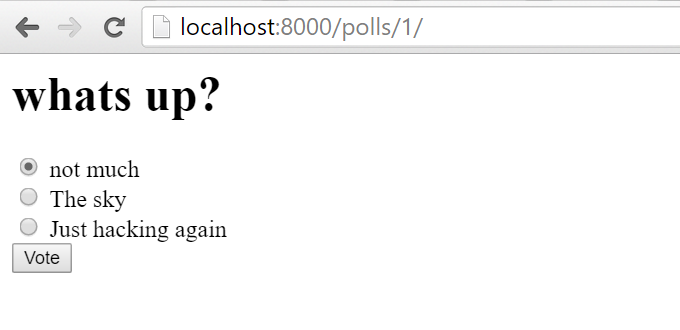 localhost:8000/polls/1/
whats up?
not much
The sky
Just hacking again
Vote